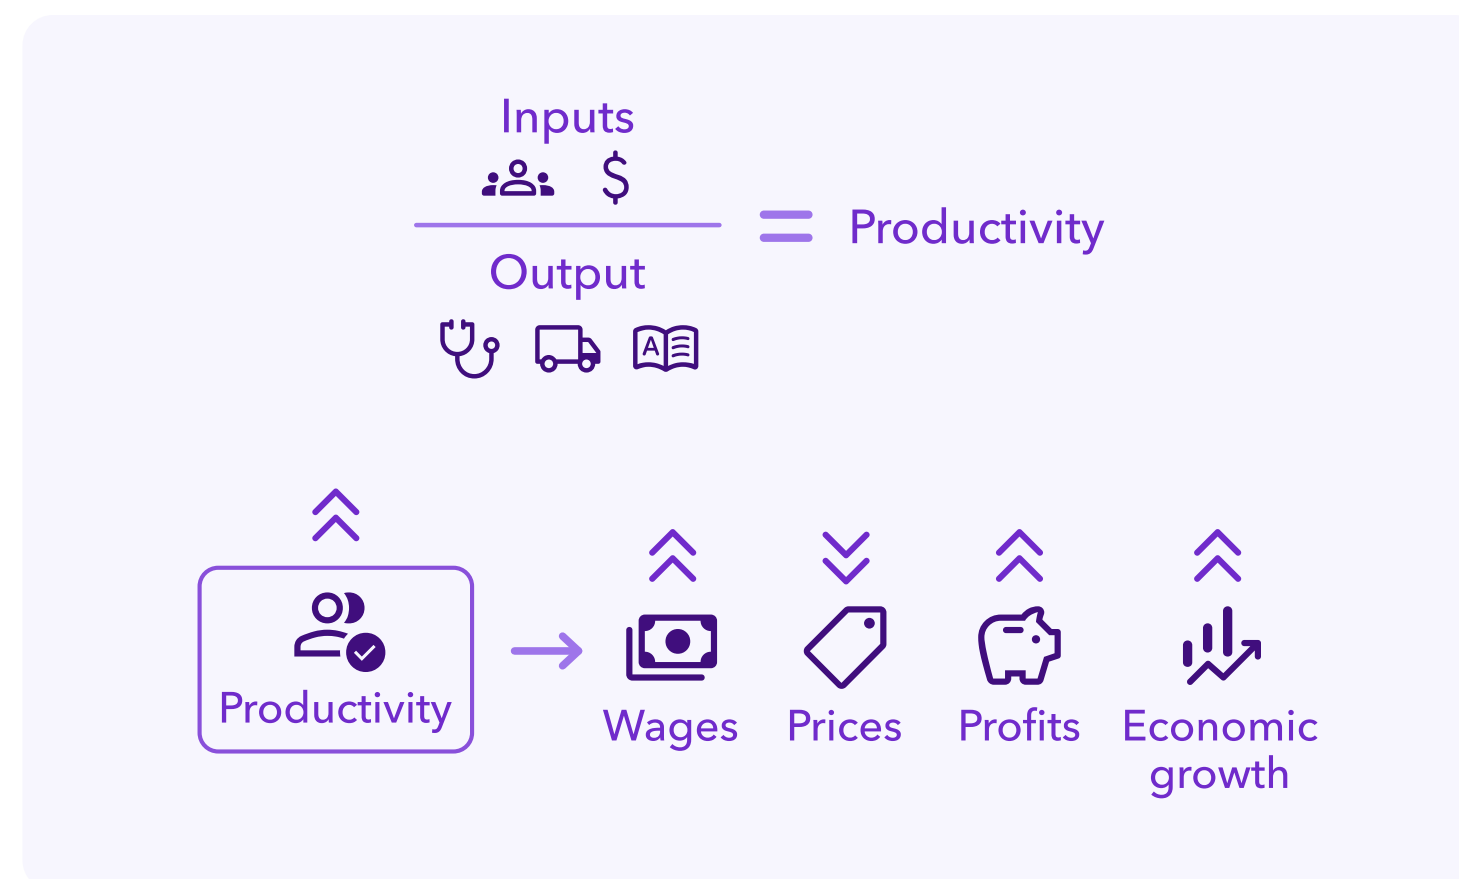 Inputs
$
Output
A
= Productivity
Productivity
Wages
Prices
Profits
Economic
growth